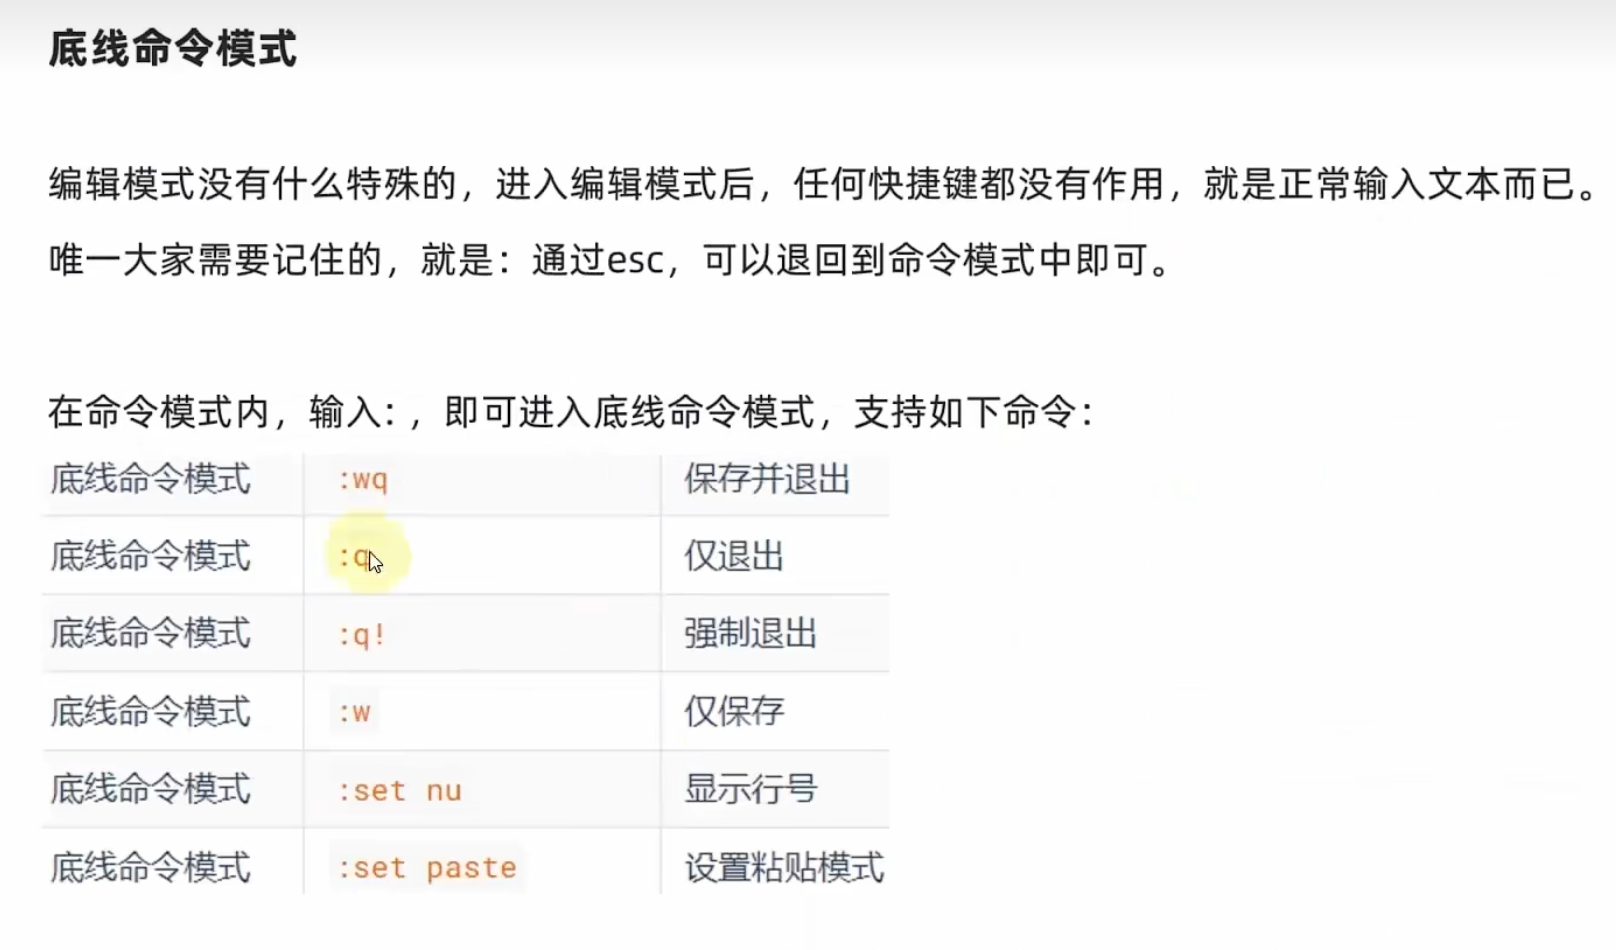 底线命令模式
编辑模式没有什么特殊的，进入编辑模式后，任何快捷键都没有作用，就是正常输入文本而已。
唯一大家需要记住的，就是：通过esc，可以退回到命令模式中即可。
在命令模式内，输入:，即可进入底线命令模式，支持如下命令：
底线命令模式 :wq 保存并退出
底线命令模式 :q 仅退出
底线命令模式 :q! 强制退出
底线命令模式 :w 仅保存
底线命令模式 :set nu 显示行号
底线命令模式 :set paste 设置粘贴模式